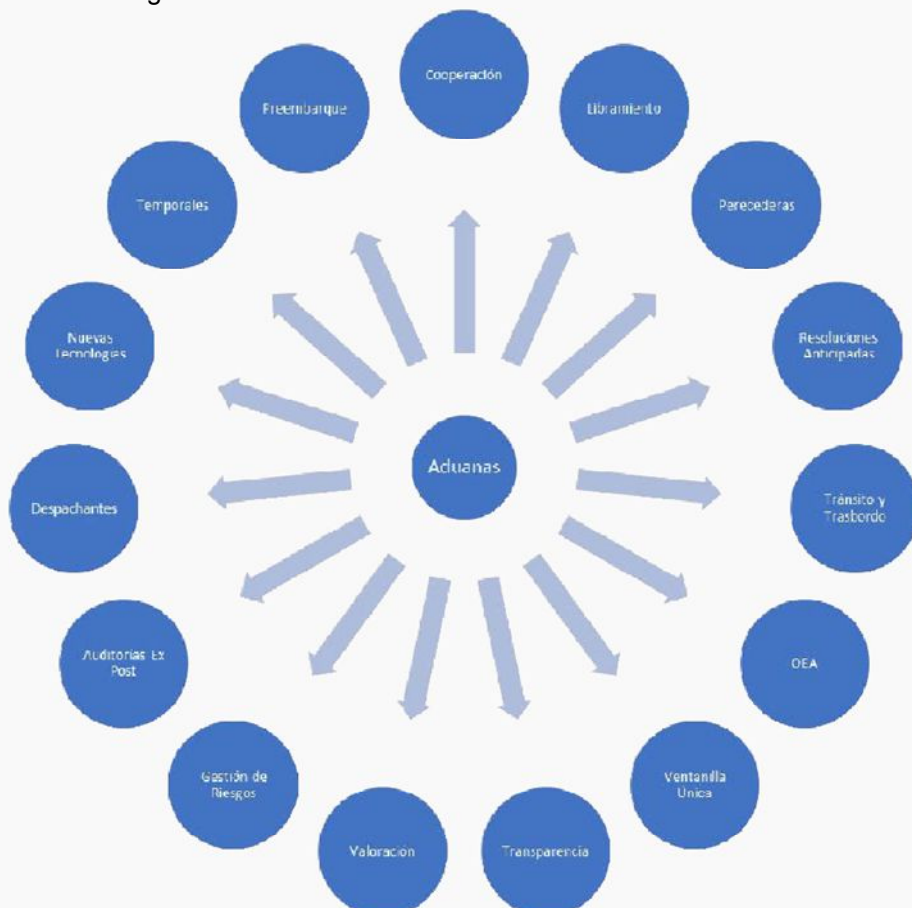 Cooperación
Libramiento
Perecederas
Resoluciones
Anticipadas
Tránsito y
Trasbordo
OEA
Ventanilla
Unica
Transparencia
Valoración
Gestión de
Riesgos
Auditorías Ex
Post
Despachantes
Nuevas
Tecnologías
Temporales
Preembarque
Aduanas